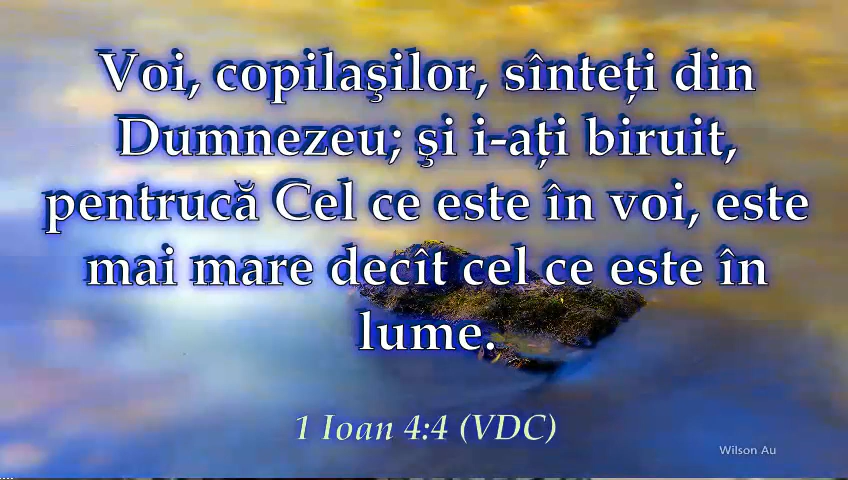 Voi, copilaşilor, sînteți din
Dumnezeu; şi i-ați biruit,
pentrucă Cel ce este în voi, este
mai mare decît cel ce este în
lume.
1 Ioan 4:4 (VDC)
Wilson Au